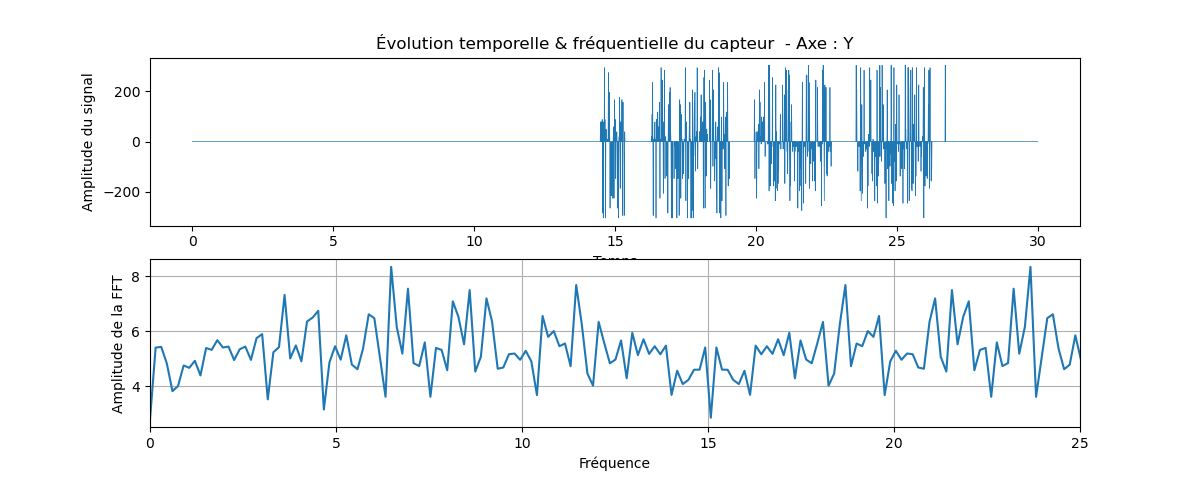 Évolution temporelle & fréquentielle du capteur - Axe : Y
Amplitude du signal
200
0
−200
0 5 10 15 20 25 30
Amplitude de la FFT
8
6
4
0 5 10 15 20 25
Fréquence